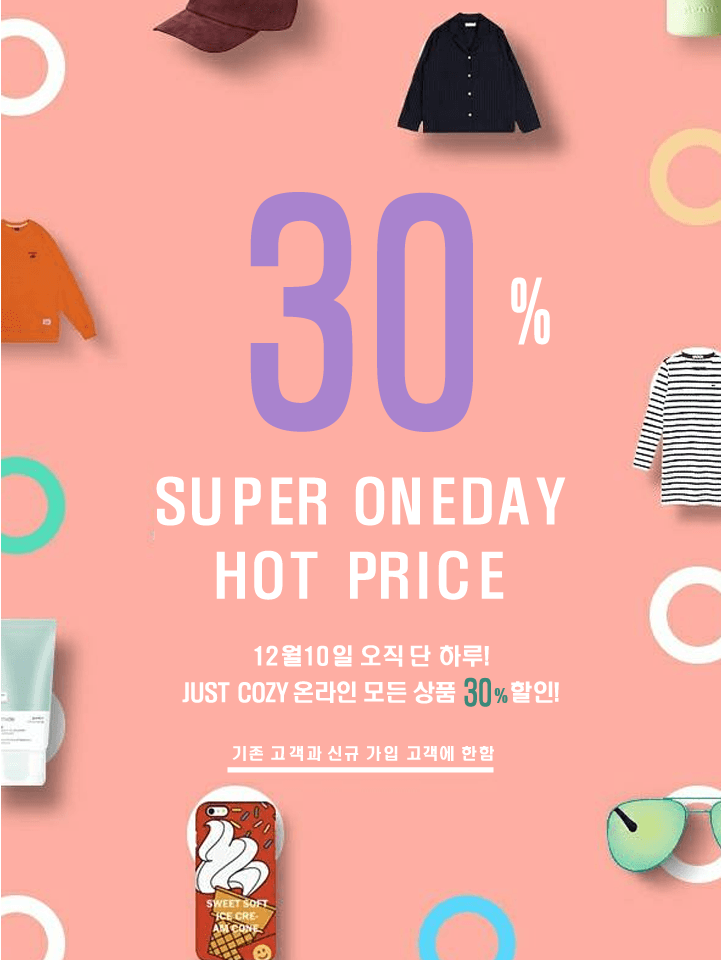 30
%
SUPER ONEDAY
HOT PRICE
12월10일 오직 단 하루!
JUST COZY 온라인 모든 상품 30% 할인!
기존 고객과 신규 가입 고객에 한함
SWEET SOFT
ICE CRE-
AM CONE